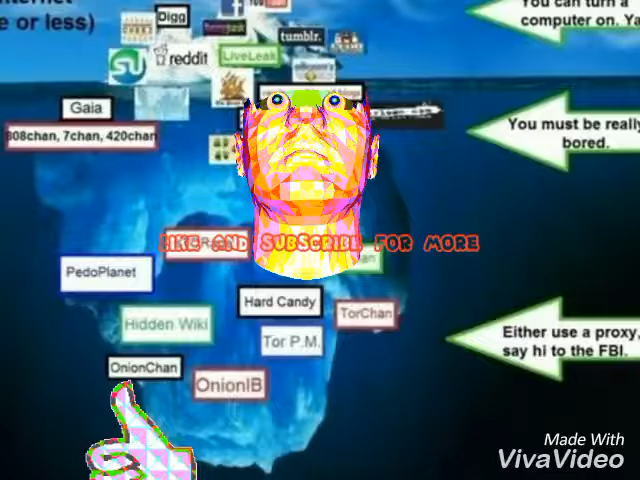 nternet
e or less)
Digg
f
You
You can turn a
computer on. Ya
tumblr.
reddit
LiveLeak
Gaia
808chan, 7chan, 420chan
You must be really
bored.
LIKE AND SUBSCRIBE FOR MORE
PedoPlanet
Hard Candy
TorChan
Hidden Wiki
Tor P.M.
Either use a proxy,
say hi to the FBI.
OnionChan
OnionIB
Made With
VivaVideo